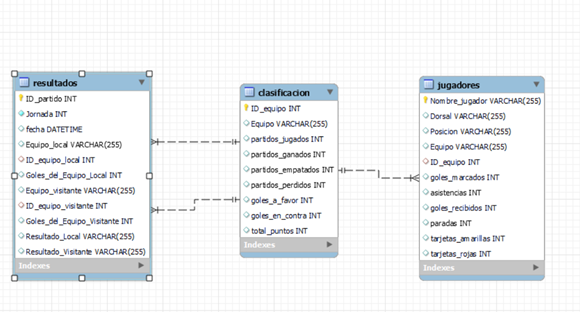 resultados
ID_partido INT
Jornada INT
fecha DATETIME
Equipo_local VARCHAR(255)
ID_equipo_local INT
Goles_del_Equipo_Local INT
Equipo_visitante VARCHAR(255)
ID_equipo_visitante INT
Goles_del_Equipo_Visitante INT
Resultado_Local VARCHAR(255)
Resultado_Visitante VARCHAR(255)
Indexes
clasificacion
ID_equipo INT
Equipo VARCHAR(255)
partidos_jugados INT
partidos_ganados INT
partidos_empatados INT
partidos_perdidos INT
goles_a_favor INT
goles_en_contra INT
total_puntos INT
Indexes
jugadores
Nombre_jugador VARCHAR(255)
Dorsal VARCHAR(255)
Posicion VARCHAR(255)
Equipo VARCHAR(255)
ID_equipo INT
goles_marcados INT
asistencias INT
goles_recibidos INT
paradas INT
tarjetas_amarillas INT
tarjetas_rojas INT
Indexes